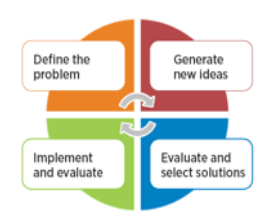 Define the
problem
Generate
new ideas
Implement
and evaluate
Evaluate and
select solutions